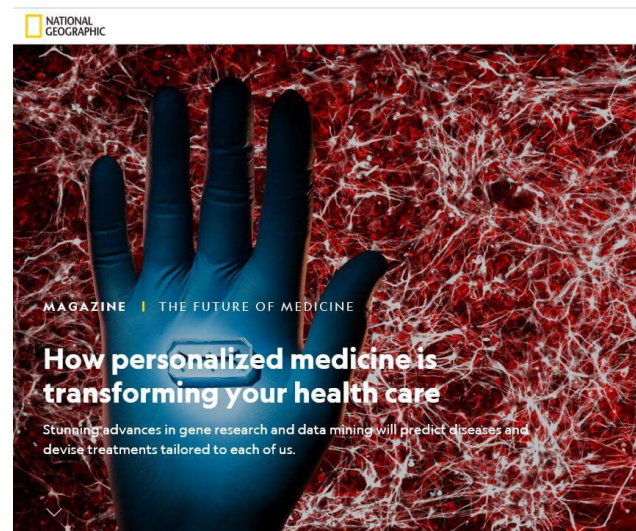 NATIONAL
GEOGRAPHIC
MAGAZINE | THE FUTURE OF MEDICINE
How personalized medicine is
transforming your health care
Stunning advances in gene research and data mining will predict diseases and
devise treatments tailored to each of us.